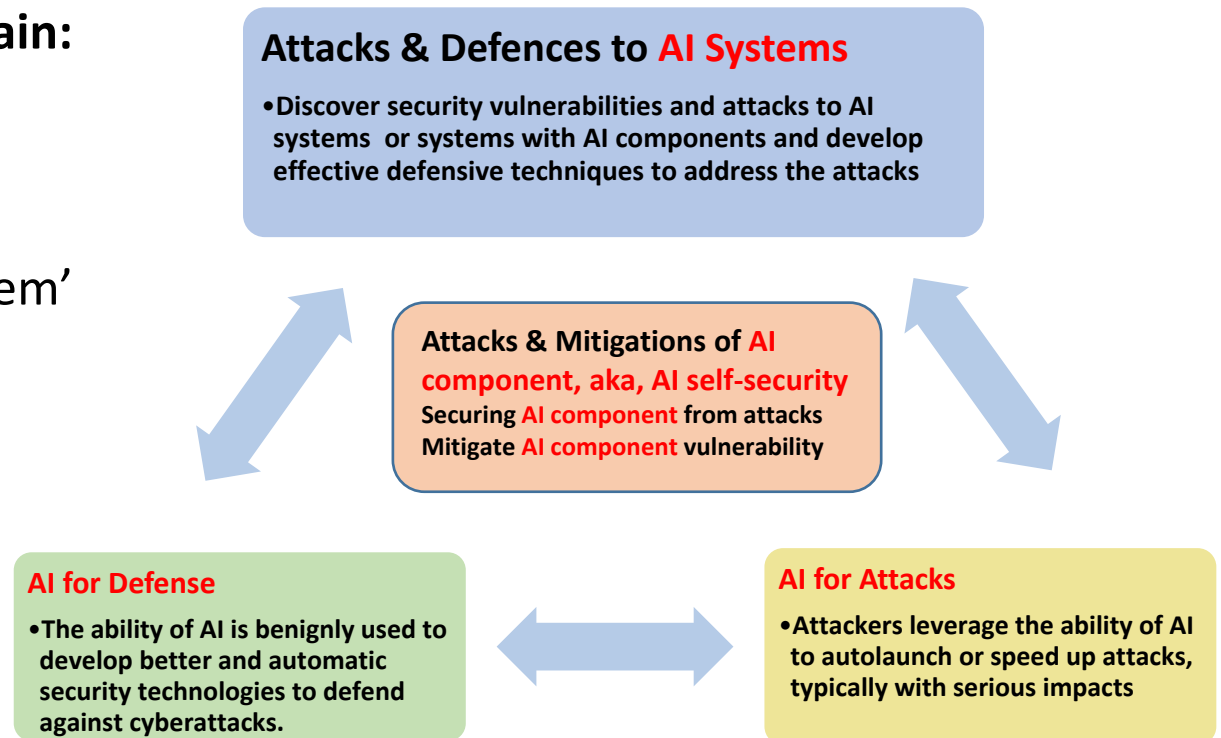 ain:
Attacks & Defences to AI Systems
•Discover security vulnerabilities and attacks to AI
systems or systems with AI components and develop
effective defensive techniques to address the attacks
em’
Attacks & Mitigations of AI
component, aka, AI self-security
Securing AI component from attacks
Mitigate AI component vulnerability
AI for Defense
•The ability of AI is benignly used to
develop better and automatic
security technologies to defend
against cyberattacks.
AI for Attacks
•Attackers leverage the ability of AI
to autolaunch or speed up attacks,
typically with serious impacts